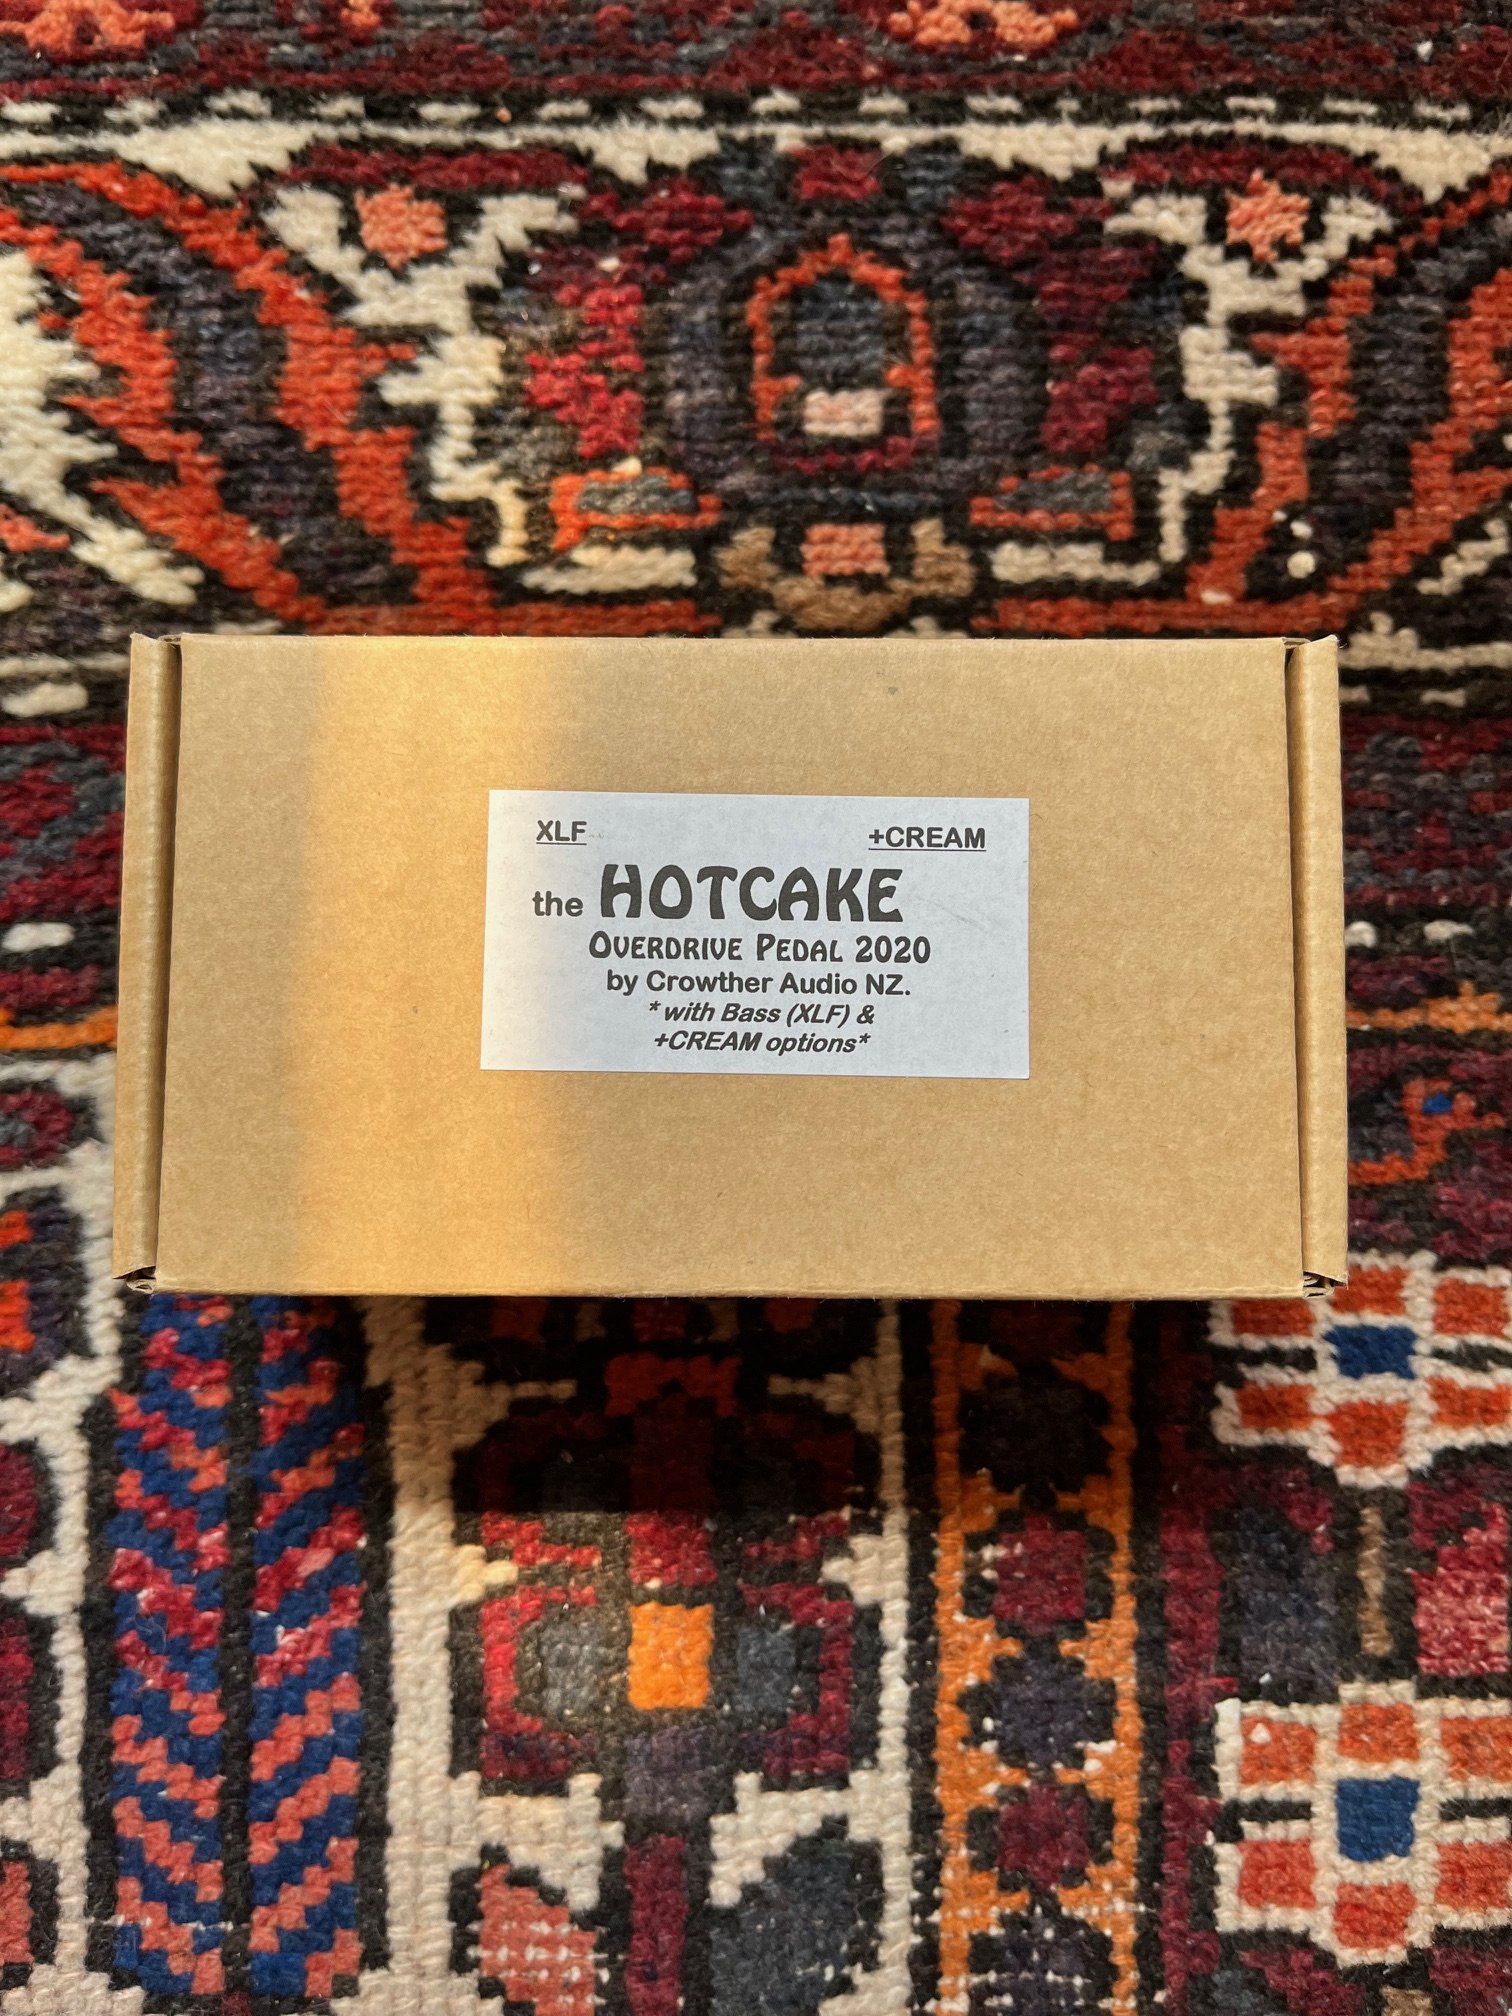 XLF +CREAM
the HOTCAKE
OVERDRIVE PEDAL 2020
by Crowther Audio NZ.
*with Bass (XLF) &
+CREAM options*